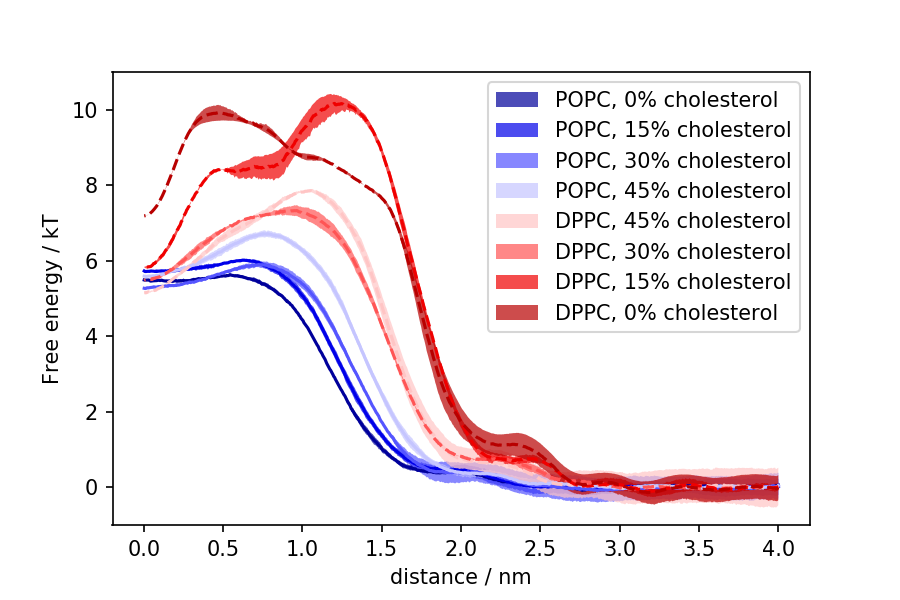 POPC, 0% cholesterol
POPC, 15% cholesterol
POPC, 30% cholesterol
POPC, 45% cholesterol
DPPC, 45% cholesterol
DPPC, 30% cholesterol
DPPC, 15% cholesterol
DPPC, 0% cholesterol
Free energy / kT
10
8
6
4
2
0
0.0 0.5 1.0 1.5 2.0 2.5 3.0 3.5 4.0
distance / nm